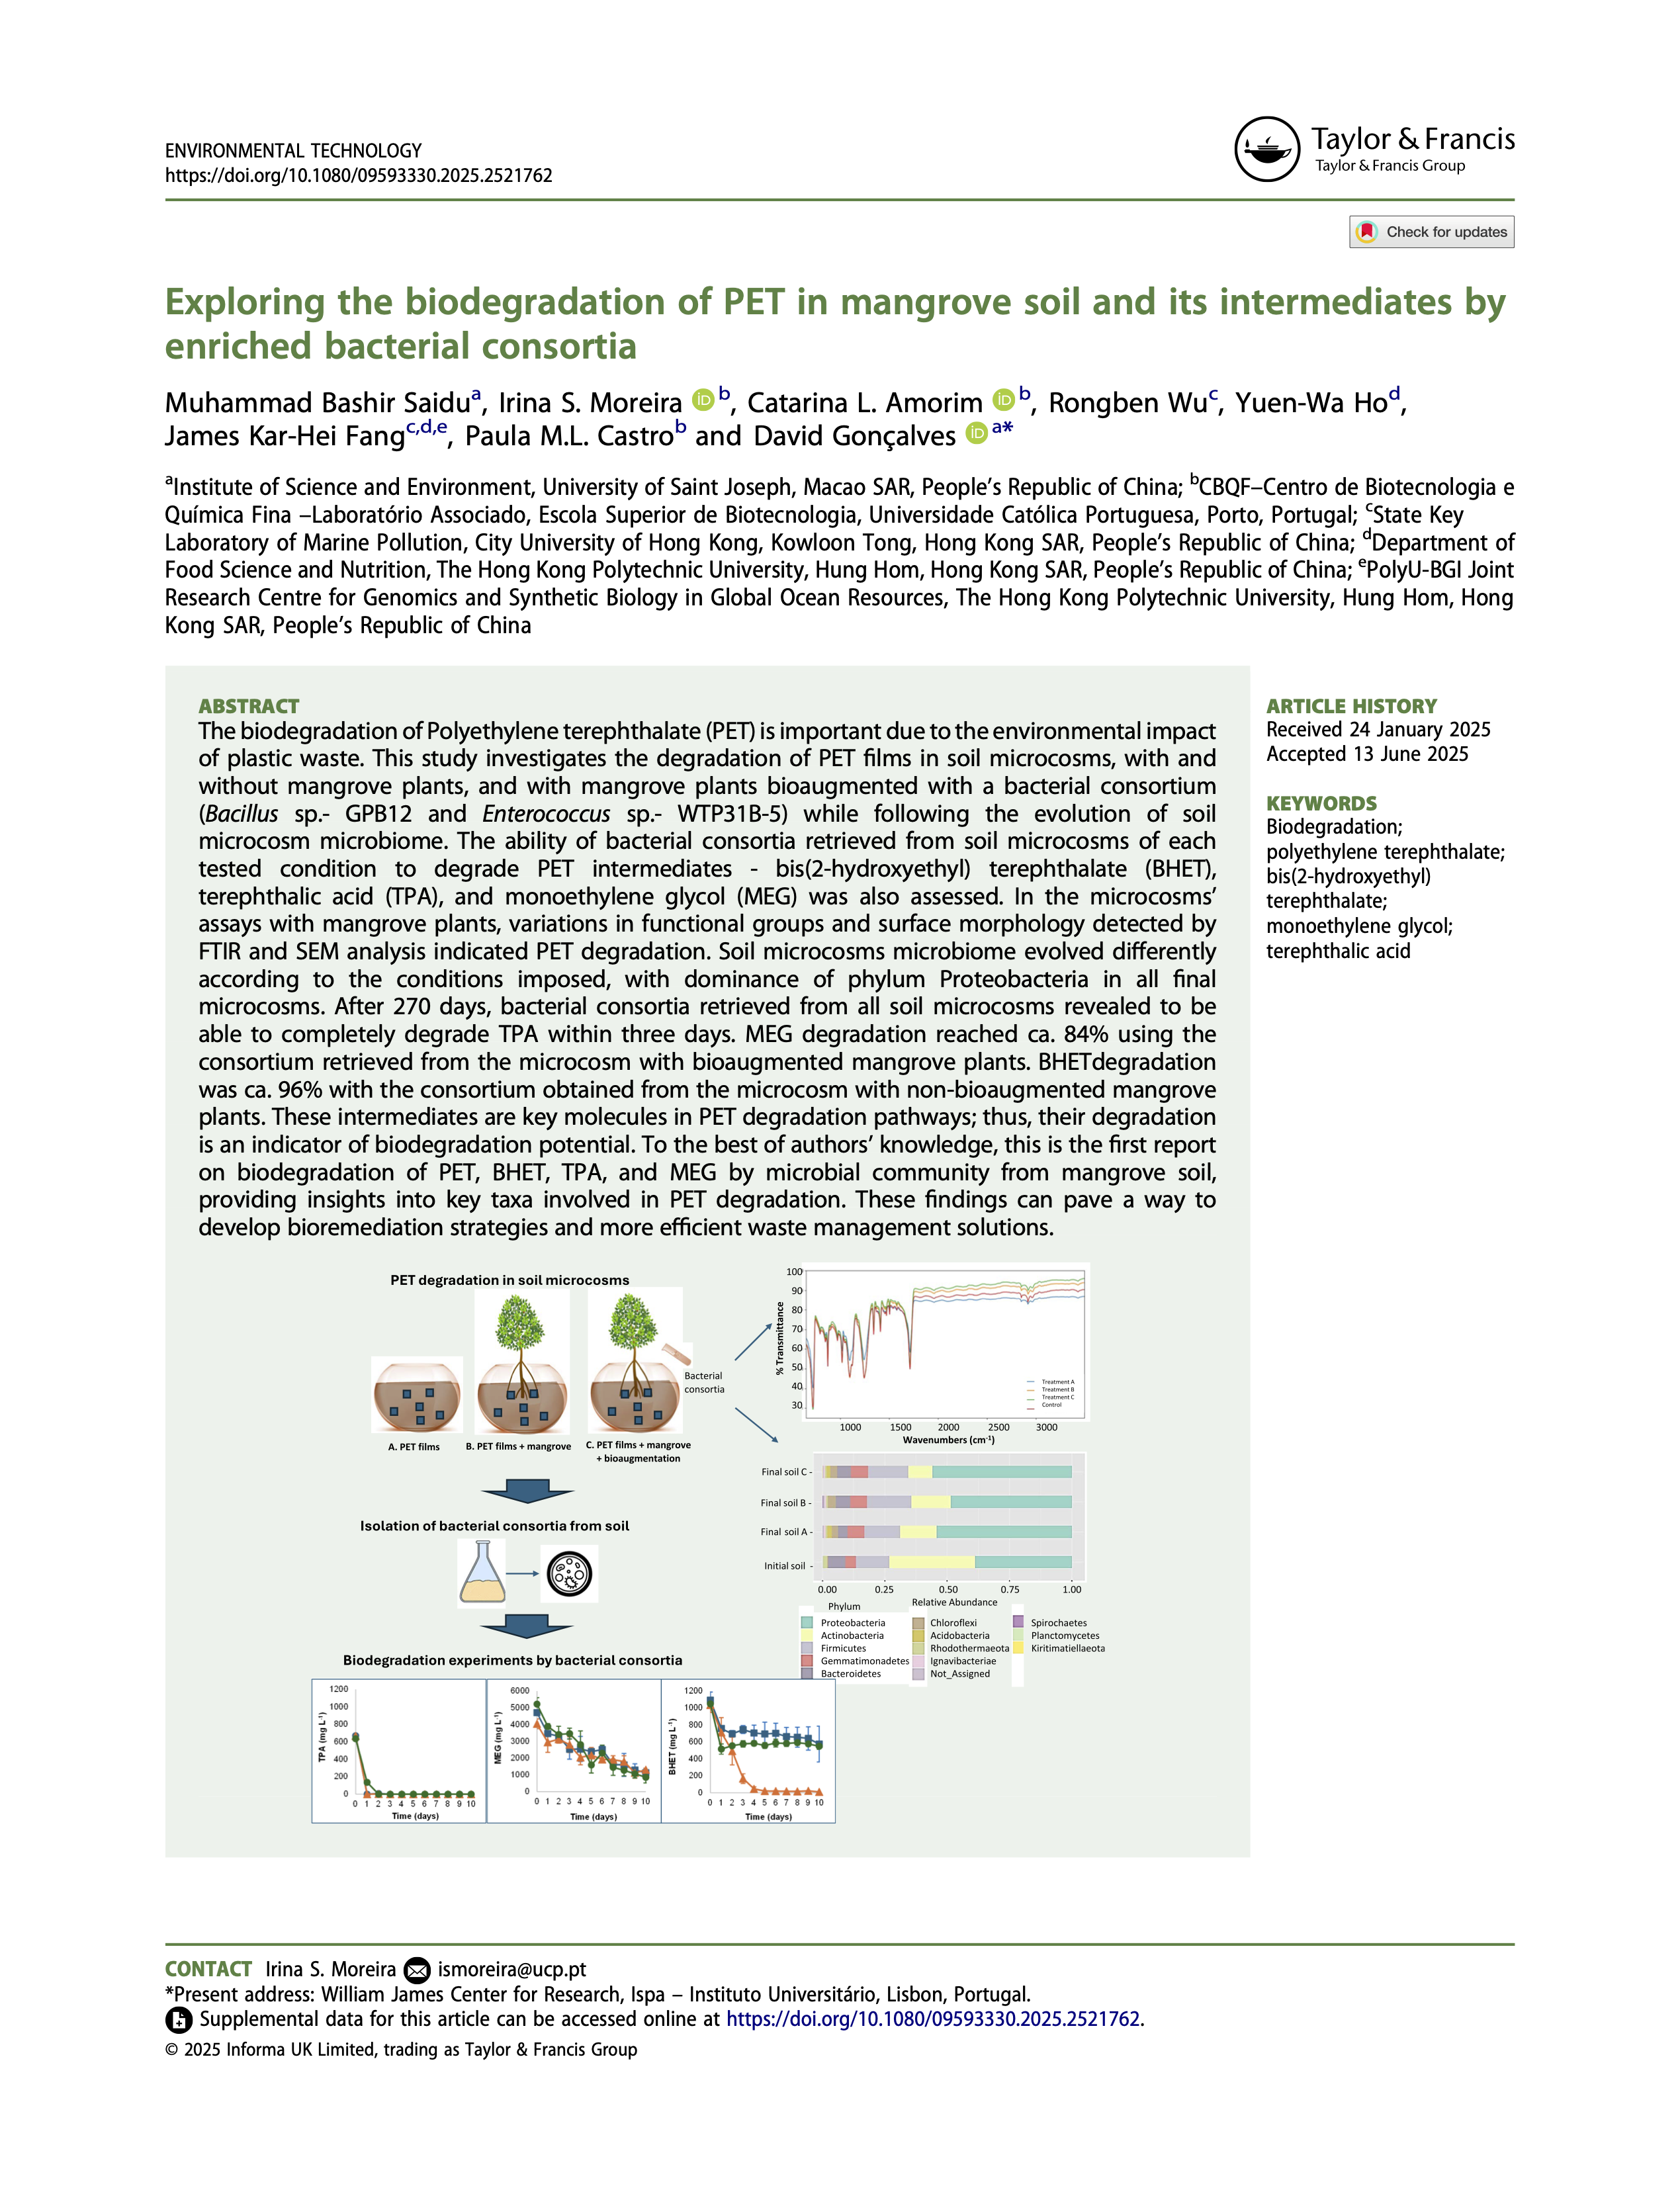 ENVIRONMENTAL TECHNOLOGY
https://doi.org/10.1080/09593330.2025.2521762
Taylor & Francis
Taylor & Francis Group
Check for updates
Exploring the biodegradation of PET in mangrove soil and its intermediates by
enriched bacterial consortia
Muhammad Bashir Saidua, Irina S. Moreira iD b, Catarina L. Amorim iD b, Rongben Wuc, Yuen-Wa Hod,
James Kar-Hei Fangc,d,e, Paula M.L. Castrob and David Gonçalves iD a*
aInstitute of Science and Environment, University of Saint Joseph, Macao SAR, People's Republic of China; bCBQF–Centro de Biotecnologia e
Química Fina –Laboratório Associado, Escola Superior de Biotecnologia, Universidade Católica Portuguesa, Porto, Portugal; cState Key
Laboratory of Marine Pollution, City University of Hong Kong, Kowloon Tong, Hong Kong SAR, People's Republic of China; dDepartment of
Food Science and Nutrition, The Hong Kong Polytechnic University, Hung Hom, Hong Kong SAR, People's Republic of China; ePolyU-BGI Joint
Research Centre for Genomics and Synthetic Biology in Global Ocean Resources, The Hong Kong Polytechnic University, Hung Hom, Hong
Kong SAR, People's Republic of China
ABSTRACT
The biodegradation of Polyethylene terephthalate (PET) is important due to the environmental impact
of plastic waste. This study investigates the degradation of PET films in soil microcosms, with and
without mangrove plants, and with mangrove plants bioaugmented with a bacterial consortium
(Bacillus sp.- GPB12 and Enterococcus sp.- WTP31B-5) while following the evolution of soil
microcosm microbiome. The ability of bacterial consortia retrieved from soil microcosms of each
tested condition to degrade PET intermediates - bis(2-hydroxyethyl) terephthalate (BHET),
terephthalic acid (TPA), and monoethylene glycol (MEG) was also assessed. In the microcosms'
assays with mangrove plants, variations in functional groups and surface morphology detected by
FTIR and SEM analysis indicated PET degradation. Soil microcosms microbiome evolved differently
according to the conditions imposed, with dominance of phylum Proteobacteria in all final
microcosms. After 270 days, bacterial consortia retrieved from all soil microcosms revealed to be
able to completely degrade TPA within three days. MEG degradation reached ca. 84% using the
consortium retrieved from the microcosm with bioaugmented mangrove plants. BHETdegradation
was ca. 96% with the consortium obtained from the microcosm with non-bioaugmented mangrove
plants. These intermediates are key molecules in PET degradation pathways; thus, their degradation
is an indicator of biodegradation potential. To the best of authors' knowledge, this is the first report
on biodegradation of PET, BHET, TPA, and MEG by microbial community from mangrove soil,
providing insights into key taxa involved in PET degradation. These findings can pave a way to
develop bioremediation strategies and more efficient waste management solutions.
ARTICLE HISTORY
Received 24 January 2025
Accepted 13 June 2025
KEYWORDS
Biodegradation;
polyethylene terephthalate;
bis(2-hydroxyethyl)
terephthalate;
monoethylene glycol;
terephthalic acid
PET degradation in soil microcosms
Bacterial
consortia
A. PET films
B. PET films + mangrove
C. PET films + mangrove
+ bioaugmentation
Isolation of bacterial consortia from soil
Biodegradation experiments by bacterial consortia
% Transmittance
100
90
80
70
60
50
40
30
Treatment A
Treatment B
Treatment C
Control
1000 1500 2000 2500 3000
Wavenumbers (cm-1)
Final soil C -
Final soil B -
Final soil A -
Initial soil -
0.00 0.25 0.50 0.75 1.00
Relative Abundance
Phylum
Proteobacteria
Actinobacteria
Firmicutes
Gemmatimonadetes
Bacteroidetes
Chloroflexi
Acidobacteria
Rhodothermaeota
Ignavibacteriae
Not_Assigned
Spirochaetes
Planctomycetes
Kiritimatiellaeota
TPA (mg L-1)
1200
1000
800
600
400
200
0
0 1 2 3 4 5 6 7 8 9 10
Time (days)
MEG (mg L-1)
6000
5000
4000
3000
2000
1000
0
0 1 2 3 4 5 6 7 8 9 10
Time (days)
BHET (mg L-1)
1200
1000
800
600
400
200
0
0 1 2 3 4 5 6 7 8 9 10
Time (days)
CONTACT Irina S. Moreira ismoreira@ucp.pt
*Present address: William James Center for Research, Ispa – Instituto Universitário, Lisbon, Portugal.
Supplemental data for this article can be accessed online at https://doi.org/10.1080/09593330.2025.2521762.
© 2025 Informa UK Limited, trading as Taylor & Francis Group